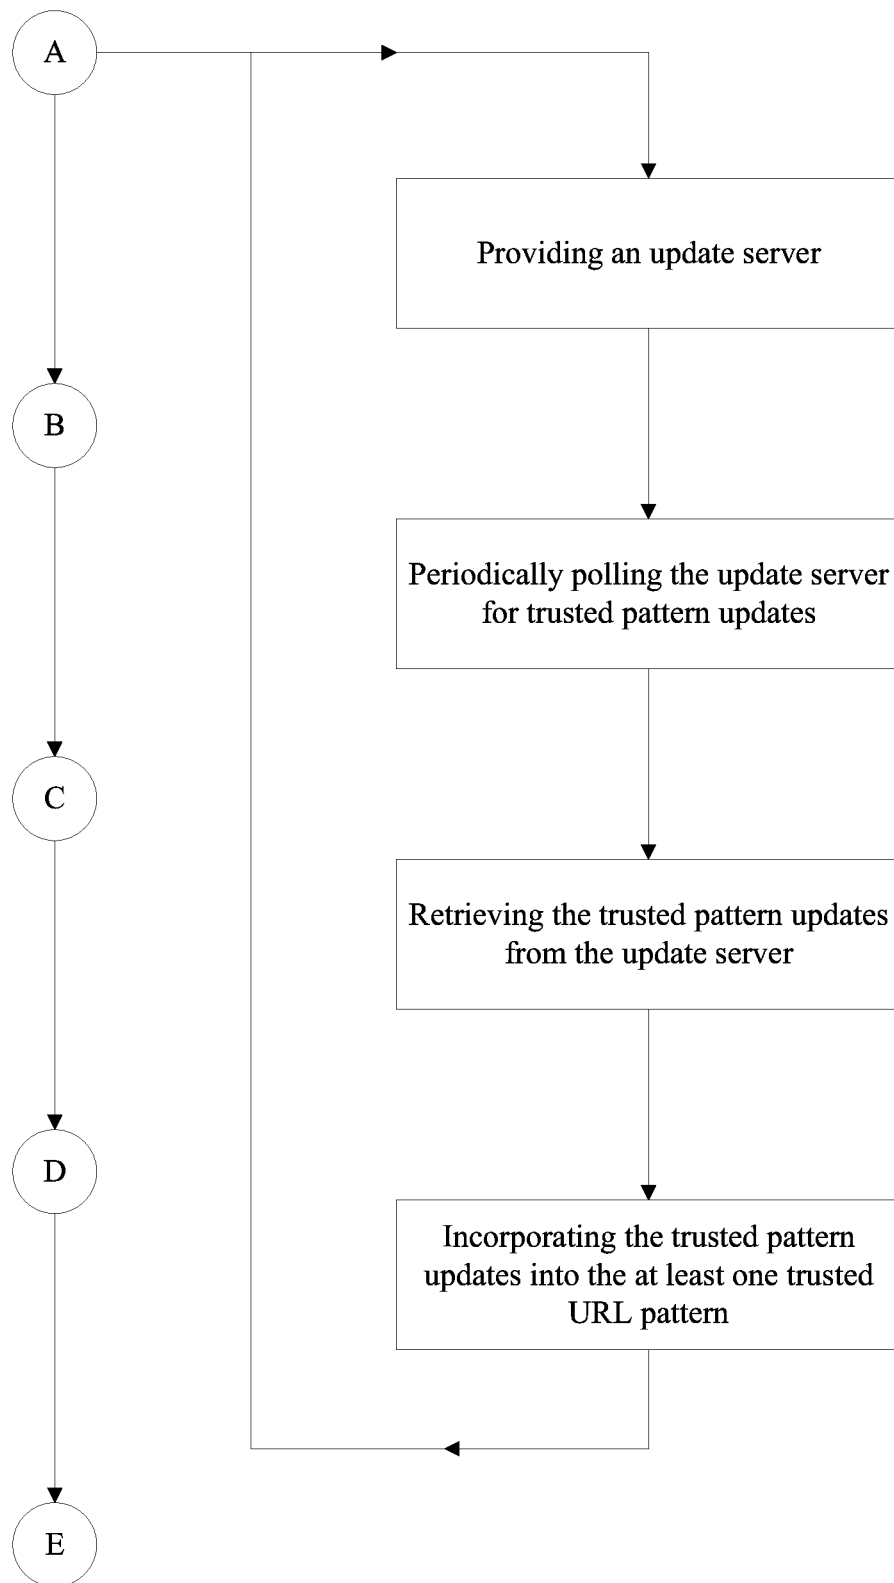 A
Providing an update server
B
Periodically polling the update server
for trusted pattern updates
C
Retrieving the trusted pattern updates
from the update server
D
Incorporating the trusted pattern
updates into the at least one trusted
URL pattern
E